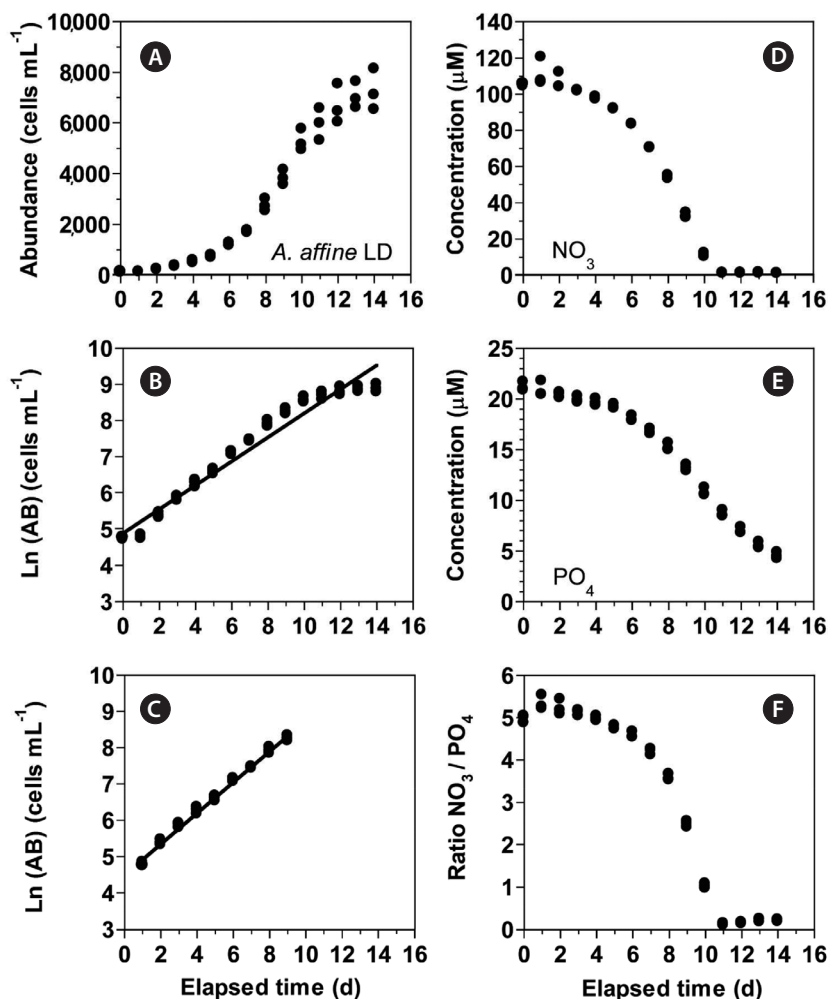 Abundance (cells mL⁻¹)
10,000
8,000
6,000
4,000
2,000
0
0 2 4 6 8 10 12 14 16
A
A. affine LD
Concentration (μM)
140
120
100
80
60
40
20
0
0 2 4 6 8 10 12 14 16
D
NO₃
Ln (AB) (cells mL⁻¹)
10
9
8
7
6
5
4
3
0 2 4 6 8 10 12 14 16
B
Concentration (μM)
25
20
15
10
5
0
0 2 4 6 8 10 12 14 16
E
PO₄
Ln (AB) (cells mL⁻¹)
10
9
8
7
6
5
4
3
0 2 4 6 8 10 12 14 16
C
Elapsed time (d)
Ratio NO₃ / PO₄
6
5
4
3
2
1
0
0 2 4 6 8 10 12 14 16
F
Elapsed time (d)